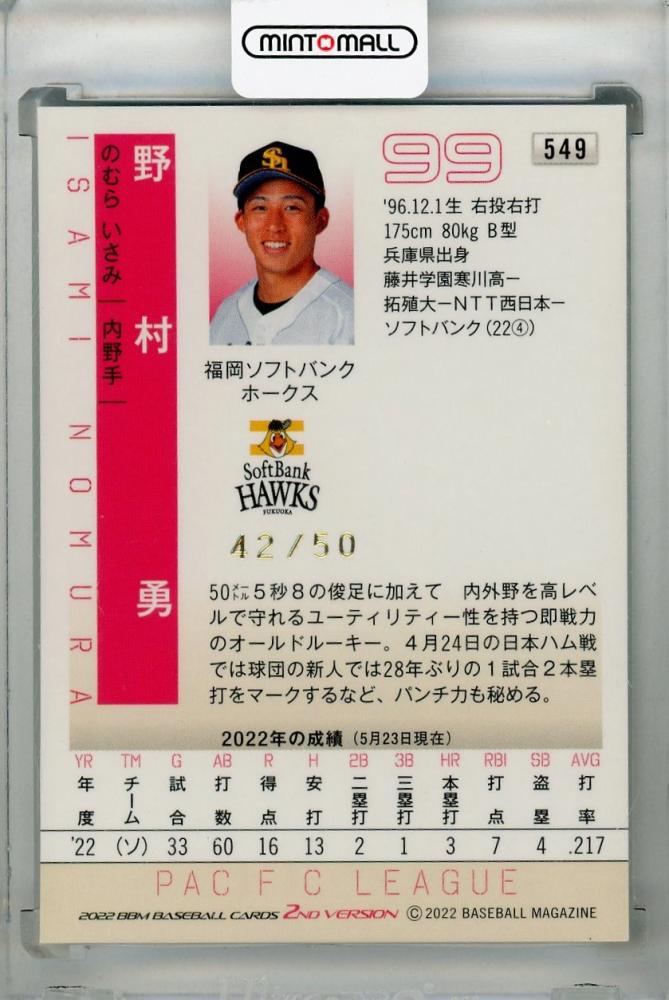 MINT MALL
99
549
ISAMI NOMURA
のむら いさみ｜内野手｜
野村 勇
'96.12.1生 右投右打
175cm 80kg B型
兵庫県出身
藤井学園寒川高ー
拓殖大ーNTT西日本ー
ソフトバンク(22④)
福岡ソフトバンク
ホークス
SoftBank
HAWKS
FUKUOKA
42/50
50㍍5秒8の俊足に加えて 内外野を高レベ
ルで守れるユーティリティー性を持つ即戦力
のオールドルーキー。4月24日の日本ハム戦
では球団の新人では28年ぶりの1試合2本塁
打をマークするなど、パンチ力も秘める。
2022年の成績（5月23日現在）
YR TM G AB R H 2B 3B HR RBI SB AVG
年度 チーム 試合 打数 得点 安打 二塁打 三塁打 本塁打 打点 盗塁 打率
'22 (ソ) 33 60 16 13 2 1 3 7 4 .217
PAC F C LEAGUE
2022 BBM BASEBALL CARDS 2ND VERSION ©2022 BASEBALL MAGAZINE